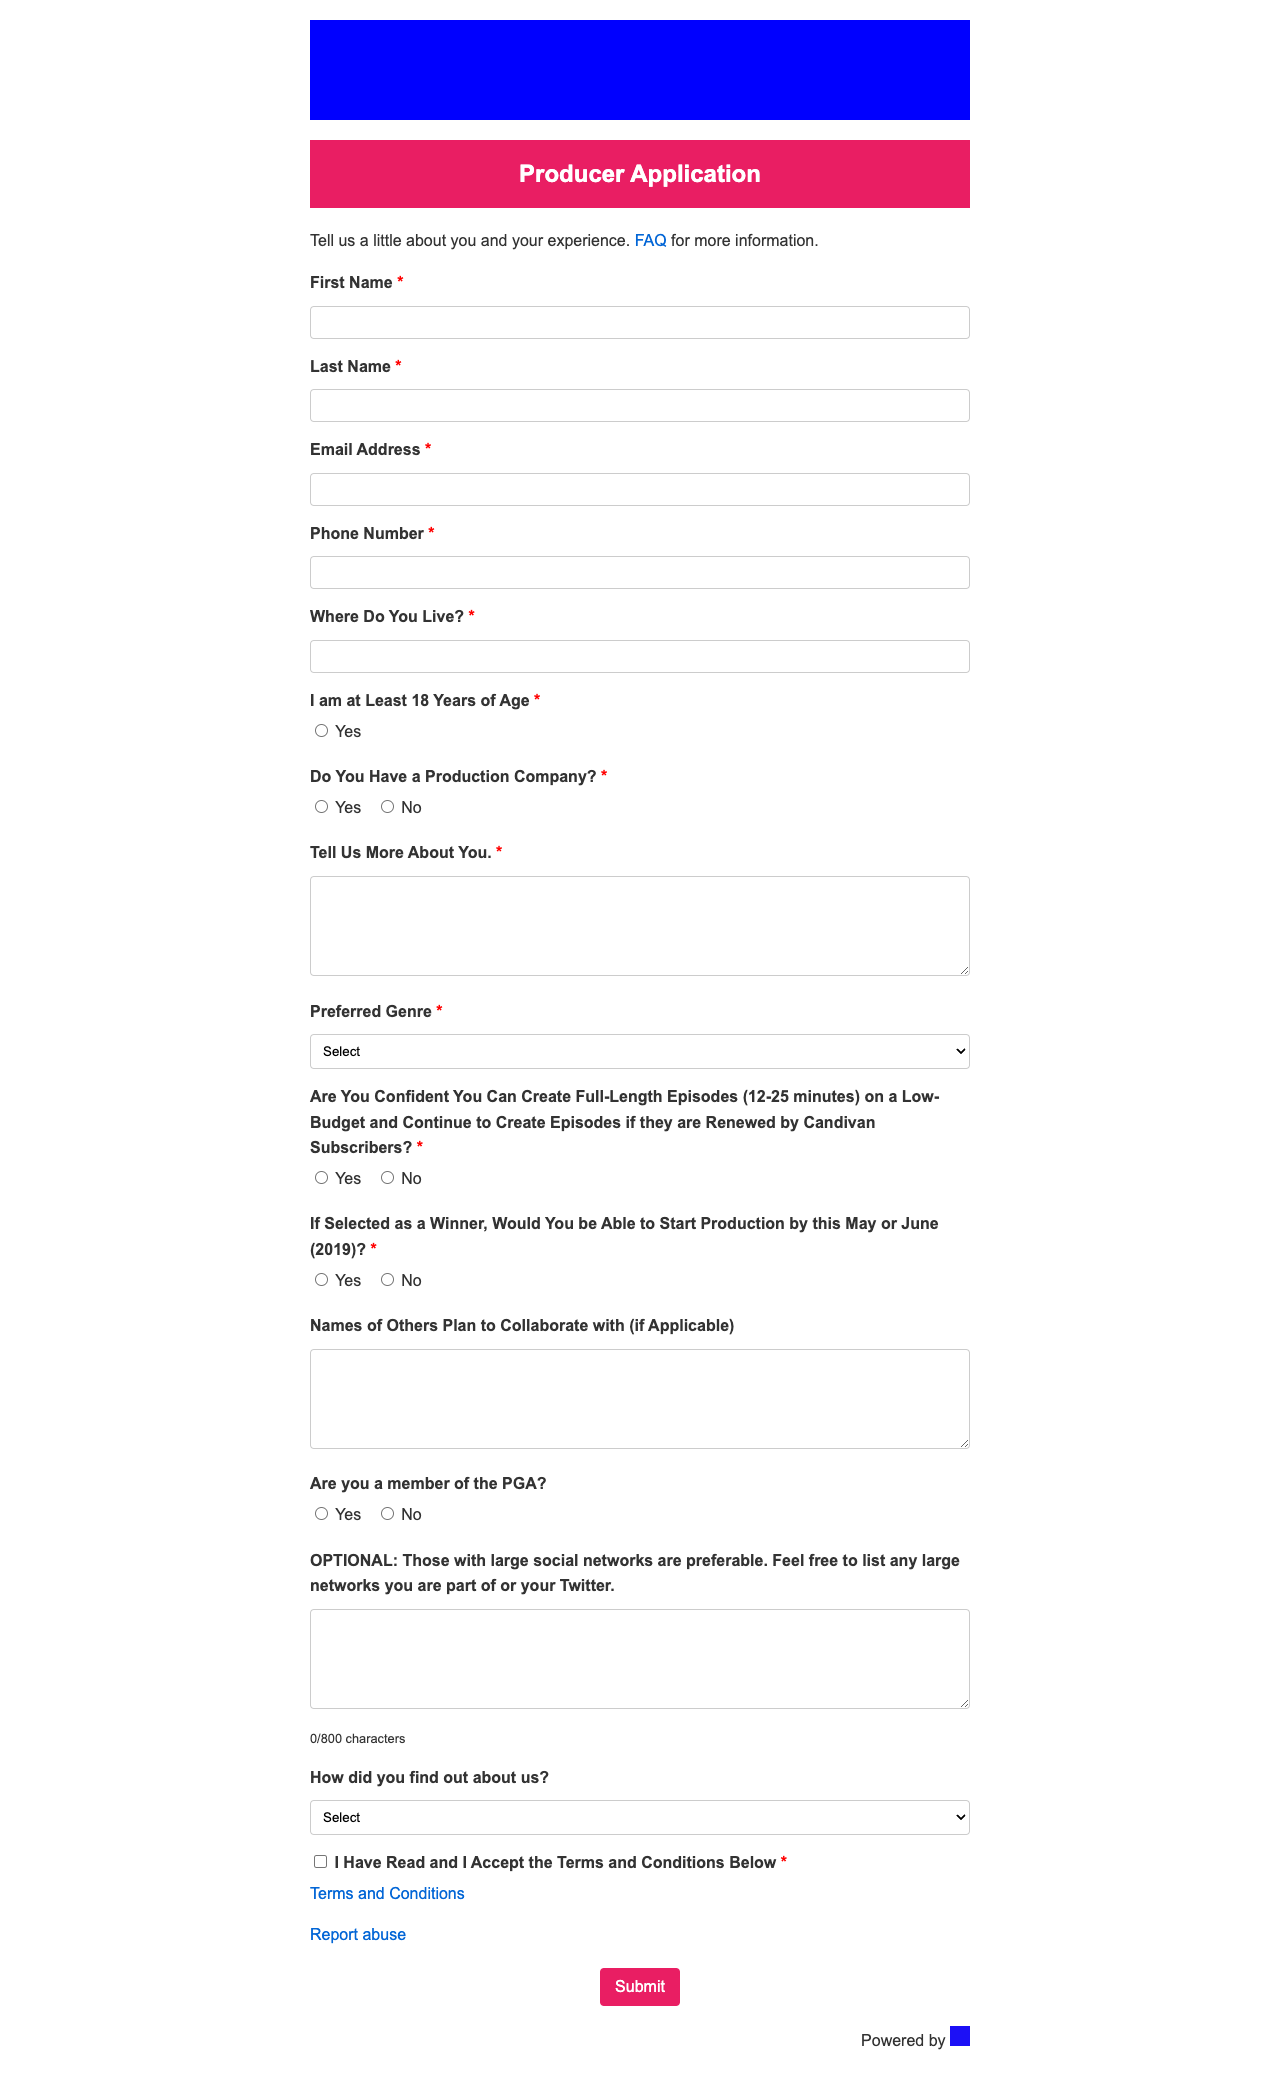 Producer Application
Tell us a little about you and your experience. FAQ for more information.
First Name *
Last Name *
Email Address *
Phone Number *
Where Do You Live? *
I am at Least 18 Years of Age *
Yes
Do You Have a Production Company? *
Yes No
Tell Us More About You. *
Preferred Genre *
Select
Are You Confident You Can Create Full-Length Episodes (12-25 minutes) on a Low-
Budget and Continue to Create Episodes if they are Renewed by Candivan
Subscribers? *
Yes No
If Selected as a Winner, Would You be Able to Start Production by this May or June
(2019)? *
Yes No
Names of Others Plan to Collaborate with (if Applicable)
Are you a member of the PGA?
Yes No
OPTIONAL: Those with large social networks are preferable. Feel free to list any large
networks you are part of or your Twitter.
0/800 characters
How did you find out about us?
Select
I Have Read and I Accept the Terms and Conditions Below *
Terms and Conditions
Report abuse
Submit
Powered by